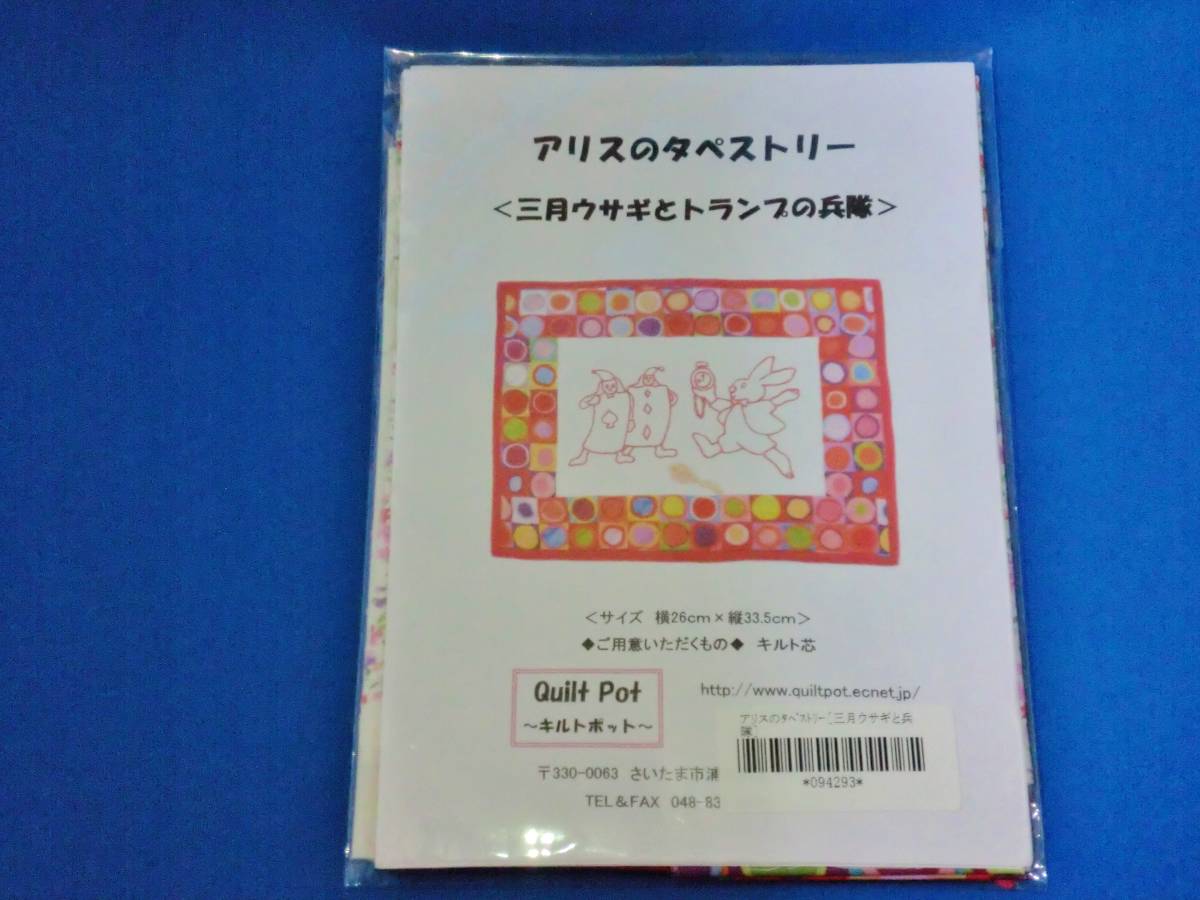 アリスのタペストリー
＜三月ウサギとトランプの兵隊＞
＜サイズ　横26cm×縦33.5cm＞
◆ご用意いただくもの◆　キルト芯
Quilt Pot
～キルトポット～
http://www.quiltpot.ecnet.jp/
アリスのタペストリー[三月ウサギと兵
隊]
*094293*
〒330-0063　さいたま市浦
TEL＆FAX　048-83